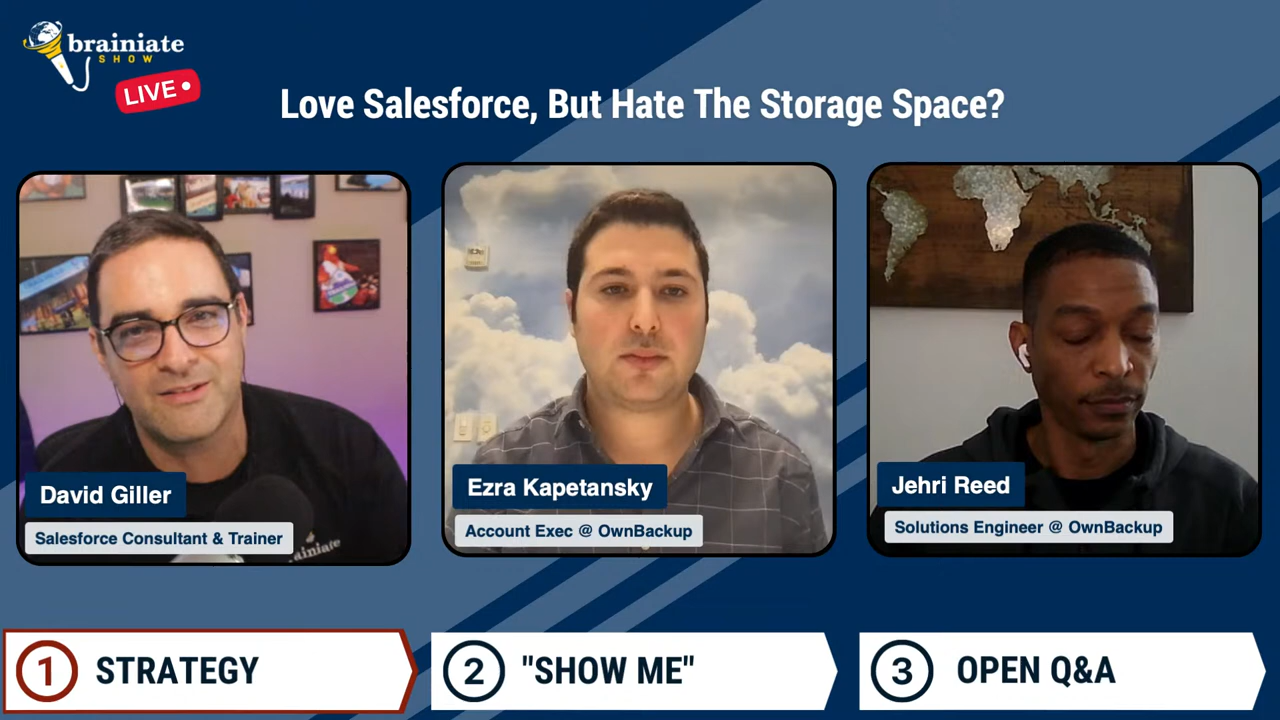 brainiate
SHOW
LIVE
Love Salesforce, But Hate The Storage Space?
David Giller
Salesforce Consultant & Trainer
Ezra Kapetansky
Account Exec @ OwnBackup
Jehri Reed
Solutions Engineer @ OwnBackup
1 STRATEGY
2 "SHOW ME"
3 OPEN Q&A